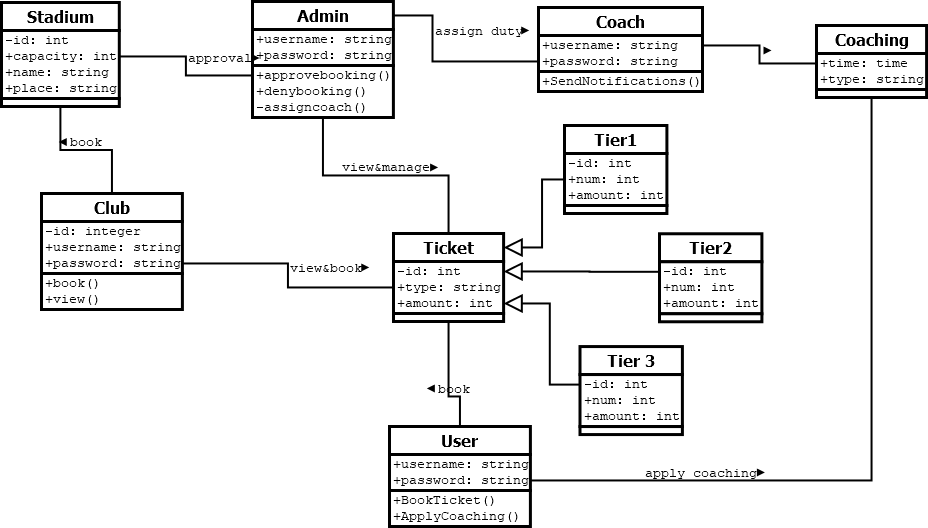 Stadium
-id: int
+capacity: int
+name: string
+place: string
approval
Admin
+username: string
+password: string
+approvebooking()
+denybooking()
-assigncoach()
assign duty
Coach
+username: string
+password: string
+SendNotifications()
Coaching
+time: time
+type: string
book
view&manage
Tier1
-id: int
+num: int
+amount: int
Club
-id: integer
+username: string
+password: string
+book()
+view()
view&book
Ticket
-id: int
+type: string
+amount: int
Tier2
-id: int
+num: int
+amount: int
Tier 3
-id: int
+num: int
+amount: int
book
User
+username: string
+password: string
+BookTicket()
+ApplyCoaching()
apply coaching